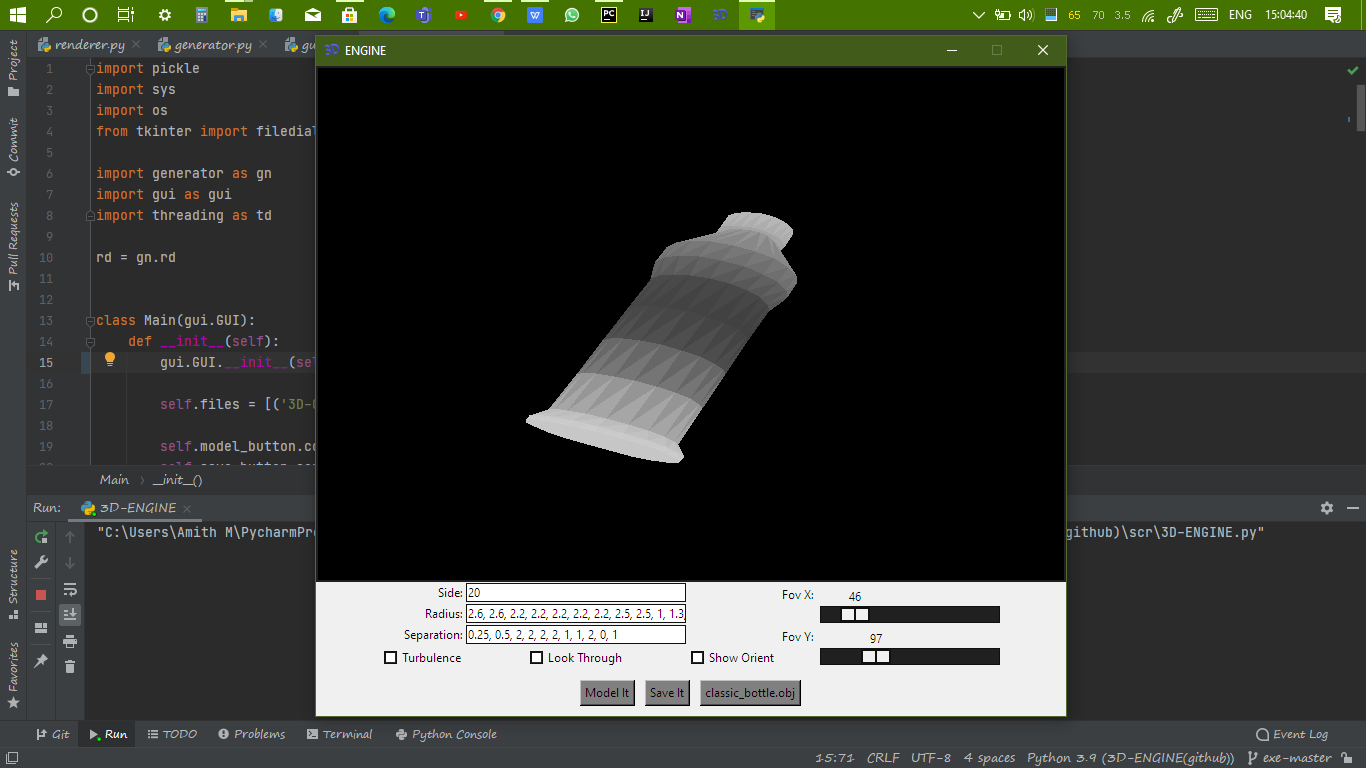 65 70 3.5 ENG 15:04:40
Project
Commit
Pull Requests
Structure
Favorites
renderer.py
generator.py
gu
3D ENGINE
1 import pickle
2 import sys
3 import os
4 from tkinter import filedial
5
6 import generator as gn
7 import gui as gui
8 import threading as td
9
10 rd = gn.rd
11
12
13 class Main(gui.GUI):
14 def __init__(self):
15 gui.GUI.__init__(sel
16
17 self.files = [('3D-
18
19 self.model_button.co
Main › __init__()
Run: 3D-ENGINE
"C:\Users\Amith M\PycharmPro
github)\scr\3D-ENGINE.py"
Side: 20
Radius: 2.6, 2.6, 2.2, 2.2, 2.2, 2.2, 2.2, 2.5, 2.5, 1, 1.3
Separation: 0.25, 0.5, 2, 2, 2, 2, 1, 1, 2, 0, 1
Turbulence Look Through Show Orient
Fov X: 46
Fov Y: 97
Model It Save It classic_bottle.obj
Git Run TODO Problems Terminal Python Console Event Log
15:71 CRLF UTF-8 4 spaces Python 3.9 (3D-ENGINE(github)) exe-master